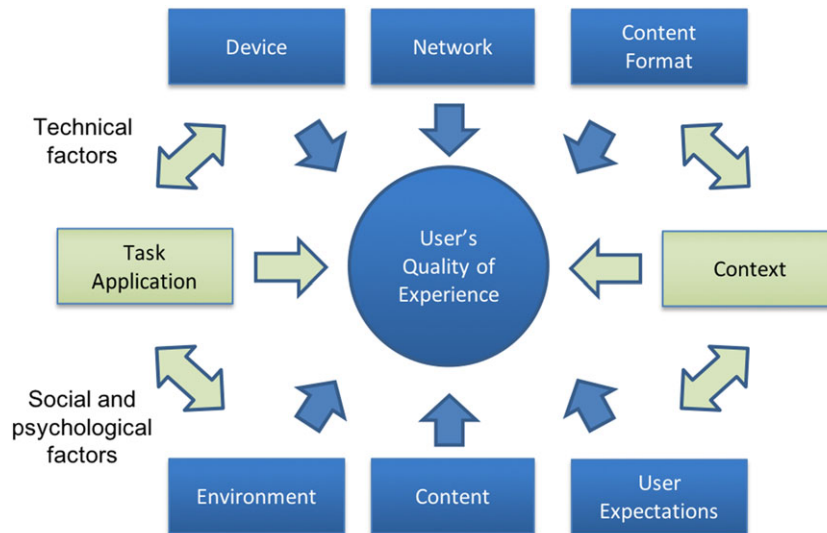 Device
Network
Content
Format
Technical
factors
Task
Application
User’s
Quality of
Experience
Context
Social and
psychological
factors
Environment
Content
User
Expectations